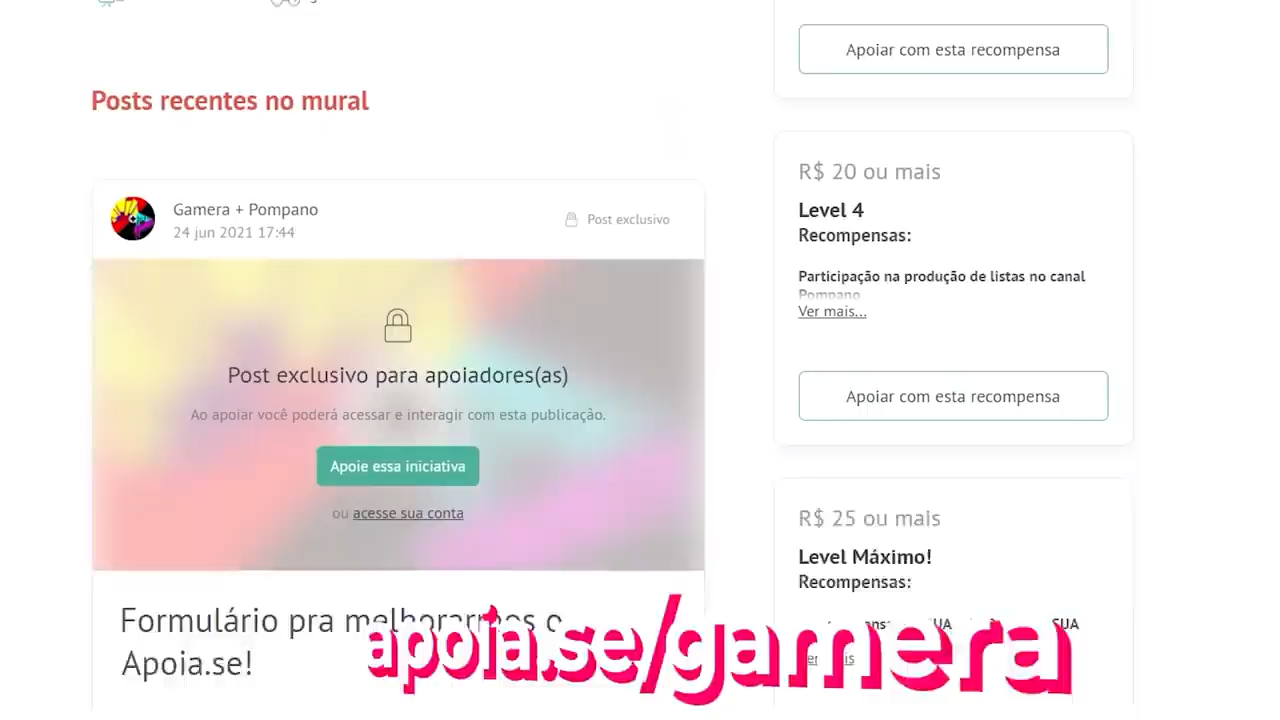 Posts recentes no mural
Gamera + Pompano
24 jun 2021 17:44
Post exclusivo
Post exclusivo para apoiadores(as)
Ao apoiar você poderá acessar e interagir com esta publicação.
Apoie essa iniciativa
ou acesse sua conta
Formulário pra melhorarmos o
Apoia.se!
Apoiar com esta recompensa
R$ 20 ou mais
Level 4
Recompensas:
Participação na produção de listas no canal
Pompano
Ver mais...
Apoiar com esta recompensa
R$ 25 ou mais
Level Máximo!
Recompensas:
SUA
apoia.se/gamera